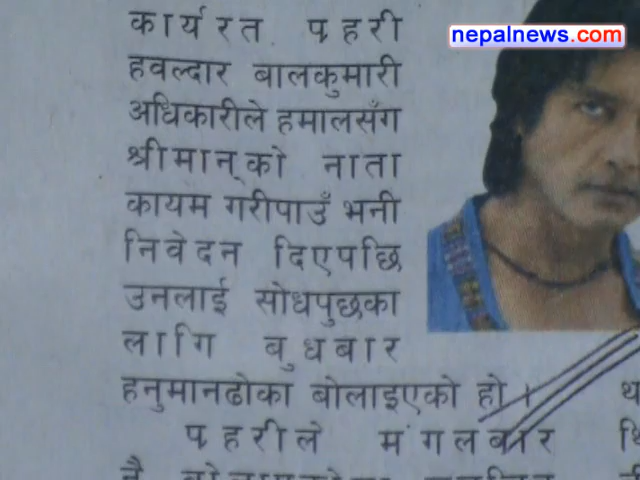 nepalnews.com
कार्यरत प्रहरी
हवल्दार बालकुमारी
अधिकारीले हमालसँग
श्रीमान्को नाता
कायम गरीपाउँ भनी
निवेदन दिएपछि
उनलाई सोधपुछका
लागि बुधबार
हनुमानढोका बोलाइएको हो ।
प्रहरीले मंगलबार